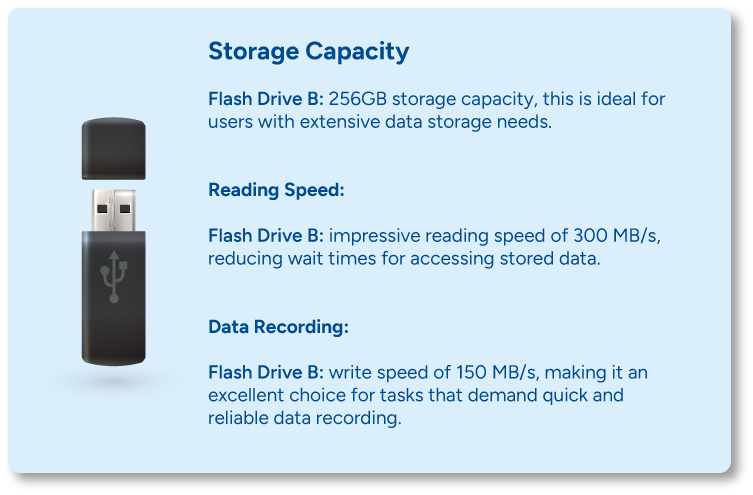 Storage Capacity
Flash Drive B: 256GB storage capacity, this is ideal for
users with extensive data storage needs.
Reading Speed:
Flash Drive B: impressive reading speed of 300 MB/s,
reducing wait times for accessing stored data.
Data Recording:
Flash Drive B: write speed of 150 MB/s, making it an
excellent choice for tasks that demand quick and
reliable data recording.